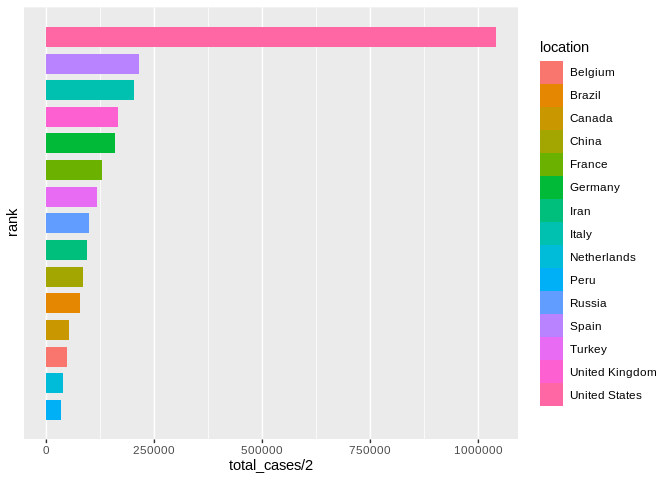 rank
0
250000
500000
750000
1000000
total_cases/2
location
Belgium
Brazil
Canada
China
France
Germany
Iran
Italy
Netherlands
Peru
Russia
Spain
Turkey
United Kingdom
United States